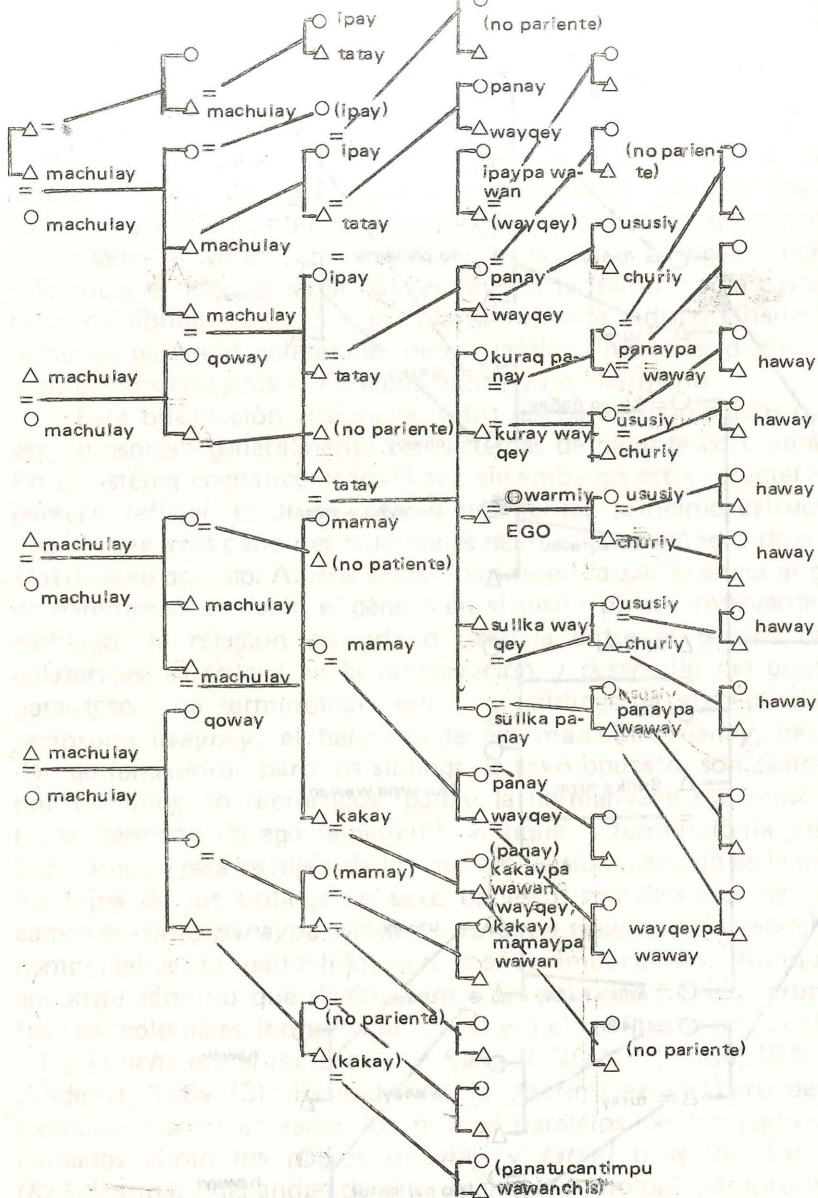 ipay
(no pariente)
tatay
machulay
(ipay)
panay
wayqey
machulay
ipay
ipaypa wa-
wan
(no parien-
te)
machulay
tatay
(wayqey)
ususiy
machulay
churiy
ipay
panay
machulay
wayqey
qoway
kuraq pa-
nay
panaypa
waway
haway
machulay
tatay
machulay
(no pariente)
kuray way-
qey
ususiy
churiy
haway
tatay
warmiy
ususiy
haway
mamay
EGO
churiy
machulay
(no patiente)
haway
machulay
machulay
sullka way
qey
ususiy
churiy
haway
mamay
machulay
ususiy
panaypa
waway
haway
qoway
sullka pa-
nay
machulay
panay
machulay
wayqey
kakay
(panay)
kakaypa
wawan
(wayqey,
kakay)
(mamay)
mamaypa
wawan
wayqeypa
waway
(no pariente)
(no pariente)
(kakay)
(panatucantimpu
wawanchis)